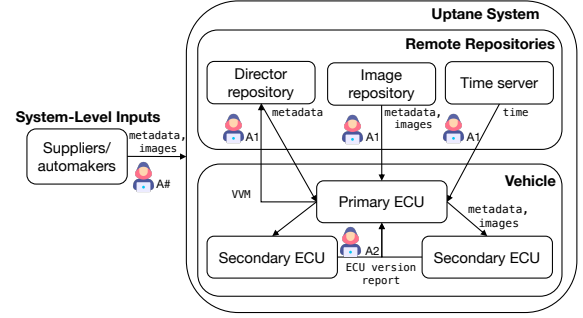 Uptane System
Remote Repositories
Director
repository
Image
repository
Time server
System-Level Inputs
metadata,
images
Suppliers/
automakers
A#
A1
metadata
A1
metadata,
images
A1
time
Vehicle
VVM
Primary ECU
metadata,
images
Secondary ECU
A2
Secondary ECU
ECU version
report